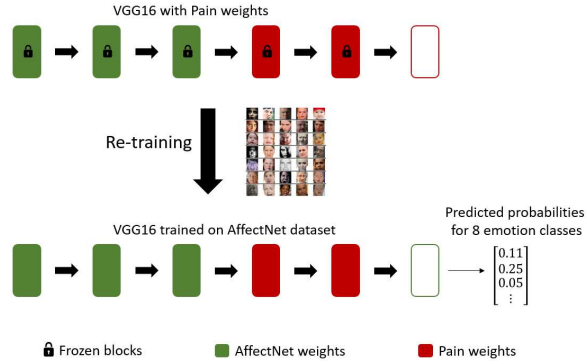 VGG16 with Pain weights
Re-training
VGG16 trained on AffectNet dataset
Predicted probabilities
for 8 emotion classes
0.11
0.25
0.05
⋮
Frozen blocks
AffectNet weights
Pain weights